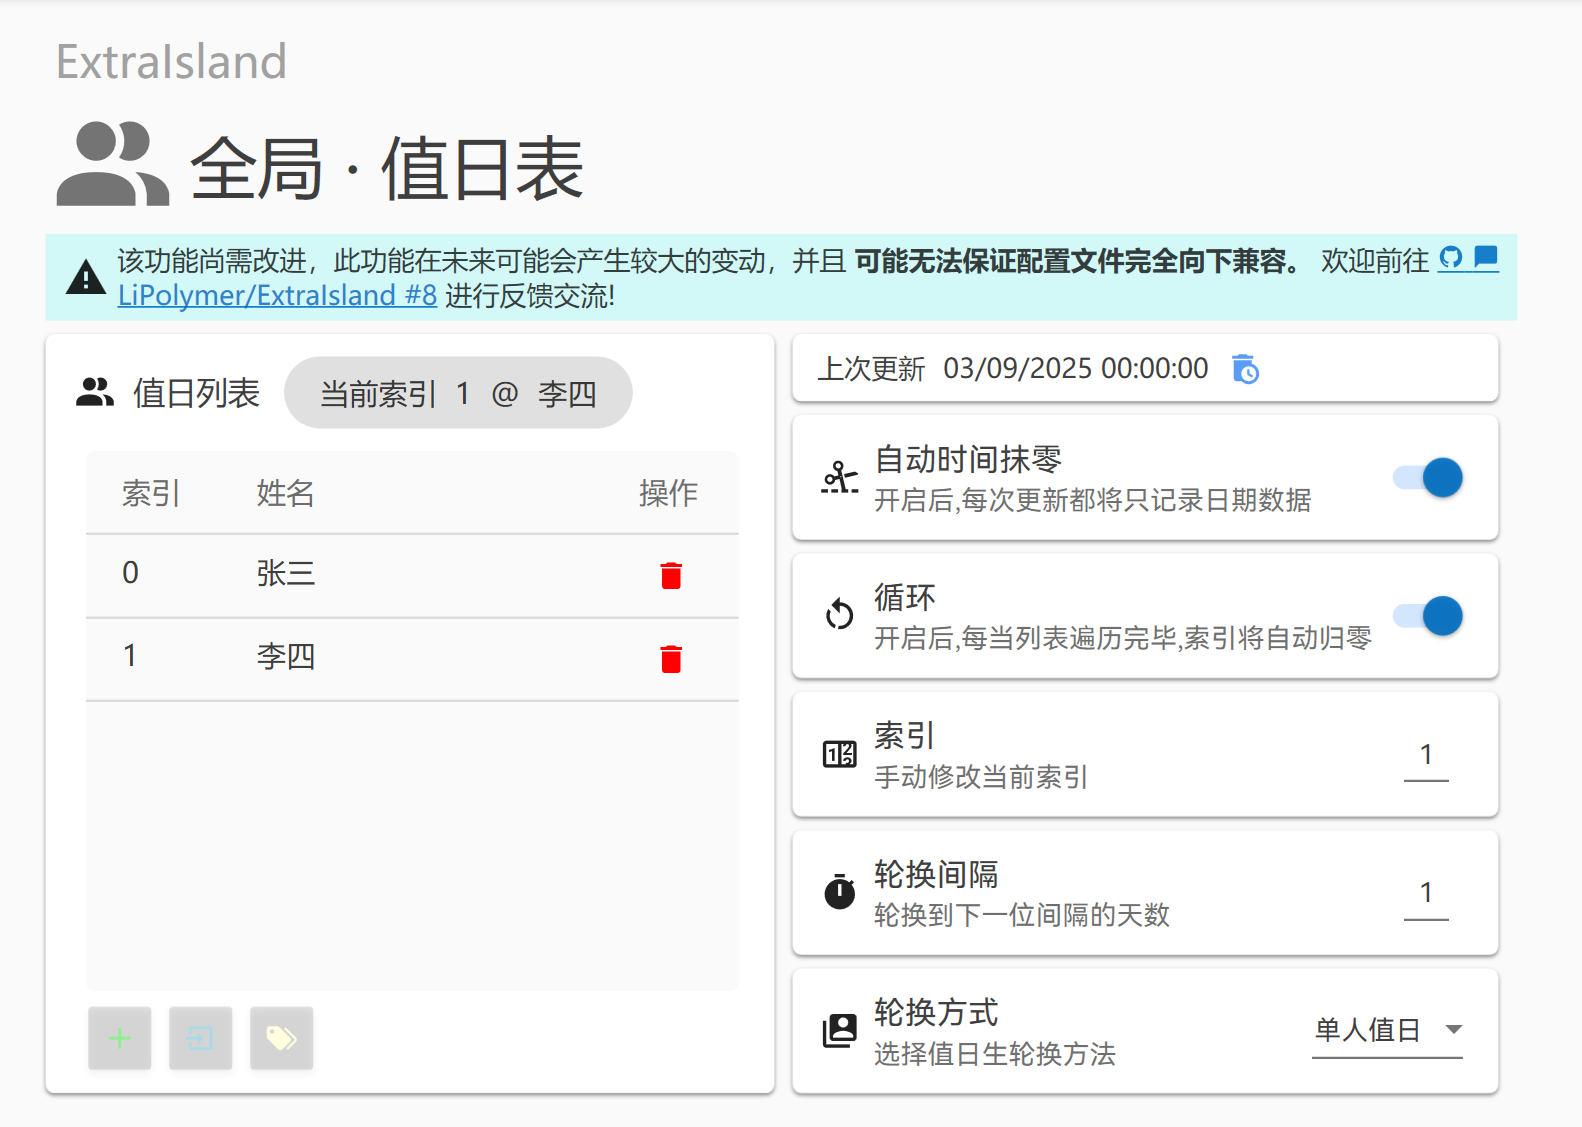 ExtraIsland
全局 · 值日表
该功能尚需改进，此功能在未来可能会产生较大的变动，并且 可能无法保证配置文件完全向下兼容。 欢迎前往
LiPolymer/ExtraIsland #8 进行反馈交流!
值日列表 当前索引 1 @ 李四
索引 姓名 操作
0 张三
1 李四
上次更新 03/09/2025 00:00:00
自动时间抹零
开启后,每次更新都将只记录日期数据
循环
开启后,每当列表遍历完毕,索引将自动归零
索引
手动修改当前索引
1
轮换间隔
轮换到下一位间隔的天数
1
轮换方式
选择值日生轮换方法
单人值日